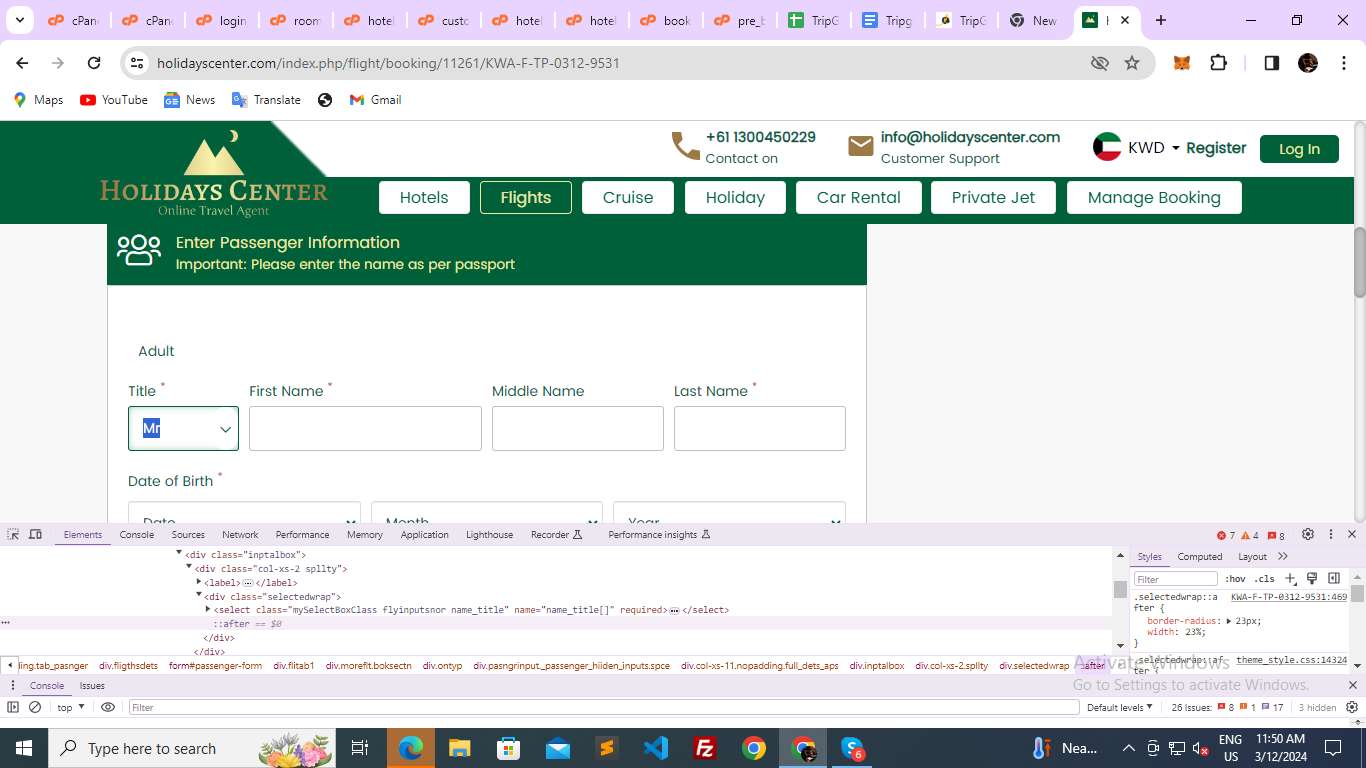 cPane
cPane
login
room
hotel
custo
hotel
hotel
book
pre_b
TripG
Tripg
TripG
New
holidayscenter.com/index.php/flight/booking/11261/KWA-F-TP-0312-9531
Maps
YouTube
News
Translate
Gmail
+61 1300450229
Contact on
info@holidayscenter.com
Customer Support
KWD
Register
Log In
HOLIDAYS CENTER
Online Travel Agent
Hotels
Flights
Cruise
Holiday
Car Rental
Private Jet
Manage Booking
Enter Passenger Information
Important: Please enter the name as per passport
Adult
Title *
First Name *
Middle Name
Last Name *
Mr
Date of Birth *
Date
Month
Year
Elements
Console
Sources
Network
Performance
Memory
Application
Lighthouse
Recorder
Performance insights
7
4
8
<div class="inptalbox">
<div class="col-xs-2 spllty">
<label>…</label>
<div class="selectedwrap">
<select class="mySelectBoxClass flyinputsnor name_title" name="name_title[]" required>…</select>
::after == $0
</div>
</div>
Styles
Computed
Layout
Filter
:hov
.cls
.selectedwrap::a KWA-F-TP-0312-9531:469
fter {
border-radius: 23px;
width: 23%;
}
.selectedwrap::af theme_style.css:14324
ter {
ling.tab_pasnger
div.fligthsdets
form#passenger-form
div.flitab1
div.moreflt.boksectn
div.ontyp
div.pasngrinput_passenger_hiiden_inputs.spce
div.col-xs-11.nopadding.full_dets_aps
div.inptalbox
div.col-xs-2.spllty
div.selectedwrap
::after
Activate Windows
Go to Settings to activate Windows.
Console
Issues
top
Filter
Default levels
26 Issues:
8
1
17
3 hidden
Type here to search
6
Nea...
ENG
US
11:50 AM
3/12/2024